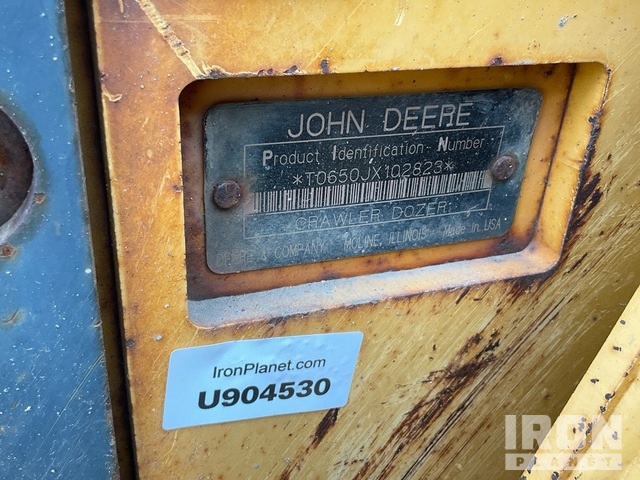 JOHN DEERE
Product Identification Number
*T0650JX102823*
CRAWLER DOZER
DEERE & COMPANY MOLINE, ILLINOIS Made in USA
IronPlanet.com
U904530
IRON
PLANET